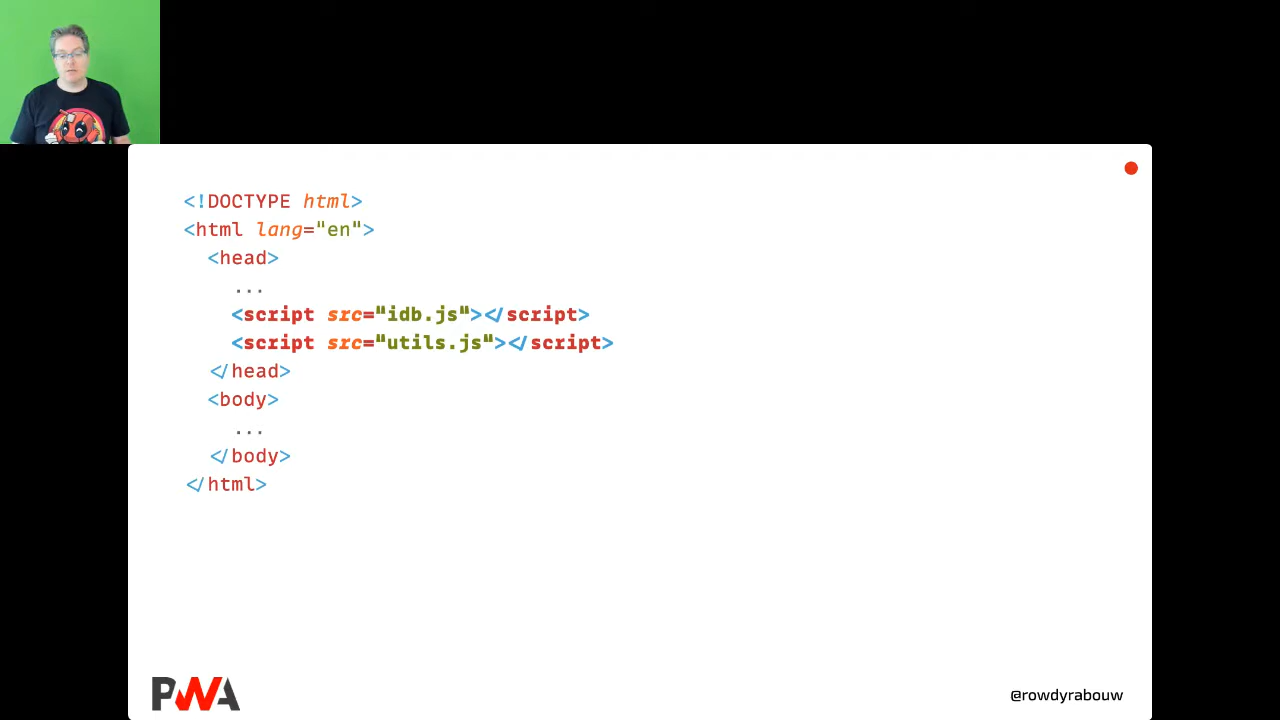 <!DOCTYPE html>
<html lang="en">
<head>
...
<script src="idb.js"></script>
<script src="utils.js"></script>
</head>
<body>
...
</body>
</html>
PWA
@rowdyrabouw